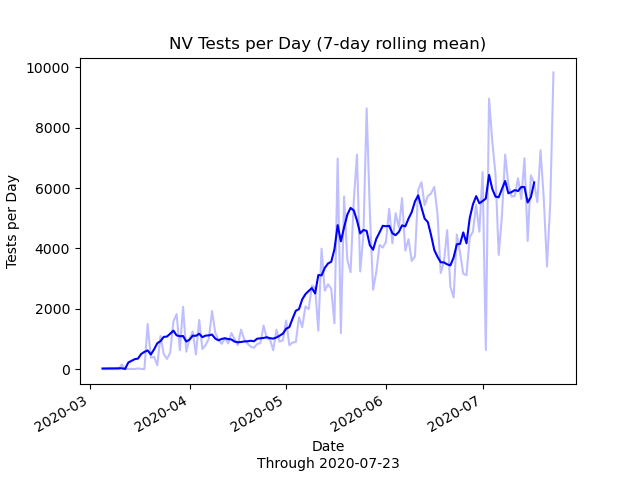 NV Tests per Day (7-day rolling mean)
10000
8000
6000
4000
2000
0
Tests per Day
2020-03
2020-04
2020-05
2020-06
2020-07
Date
Through 2020-07-23